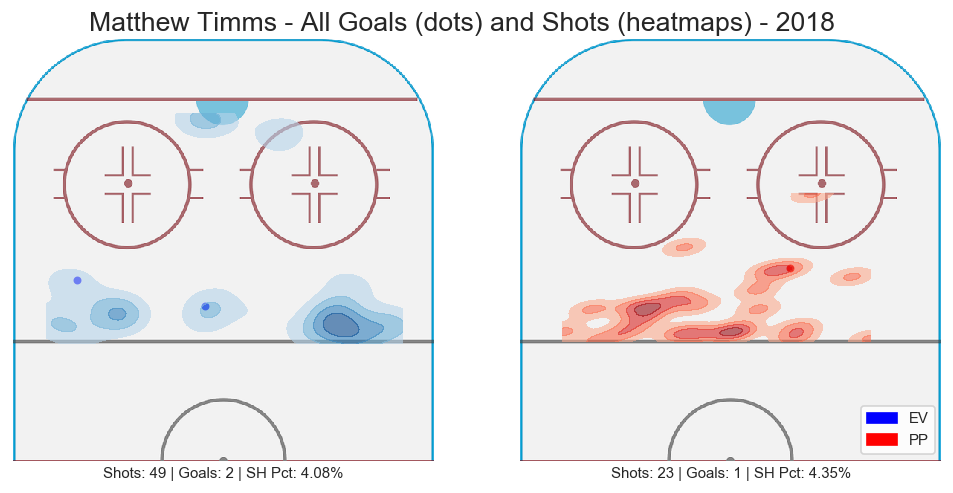 Matthew Timms - All Goals (dots) and Shots (heatmaps) - 2018
EV
PP
Shots: 49 | Goals: 2 | SH Pct: 4.08%
Shots: 23 | Goals: 1 | SH Pct: 4.35%